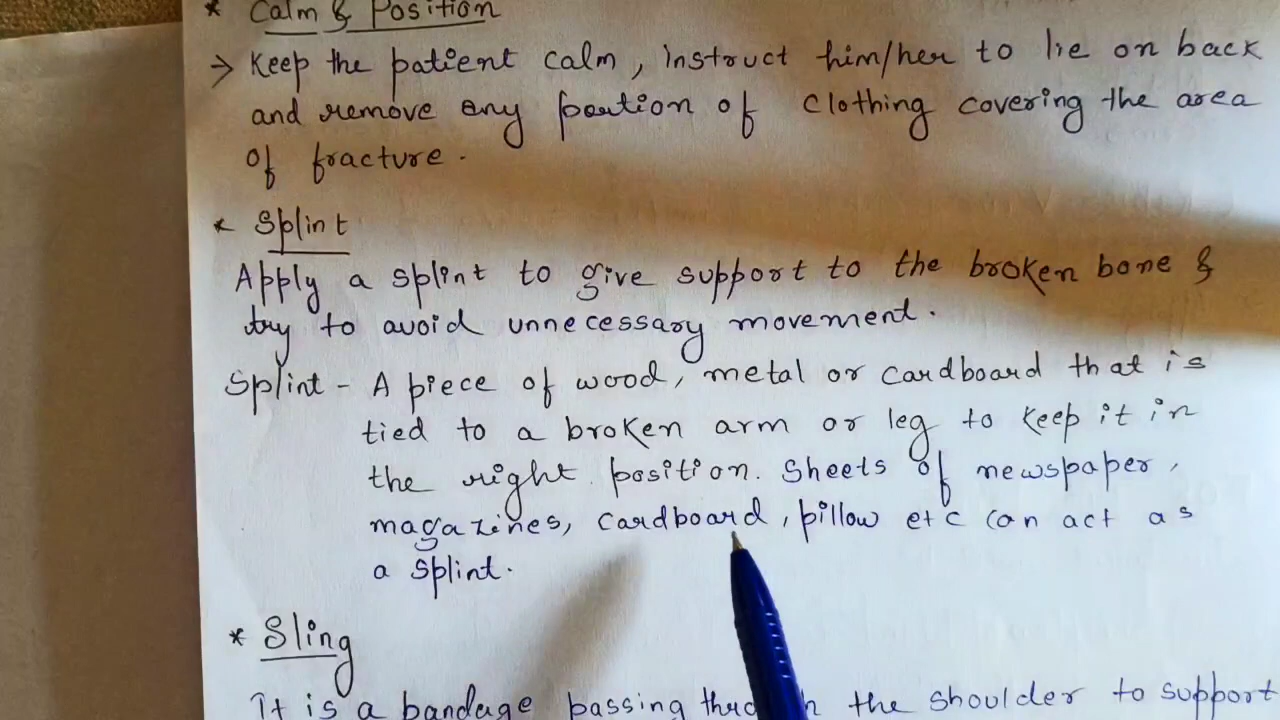 * Calm & Position
→ Keep the patient calm, instruct him/her to lie on back
and remove any portion of clothing covering the area
of fracture.
* Splint
Apply a splint to give support to the broken bone &
try to avoid unnecessary movement.
Splint - A piece of wood, metal or cardboard that is
tied to a broken arm or leg to keep it in
the right position. Sheets of newspaper,
magazines, cardboard, pillow etc can act as
a splint.
* Sling
It is a bandage passing the shoulder to support